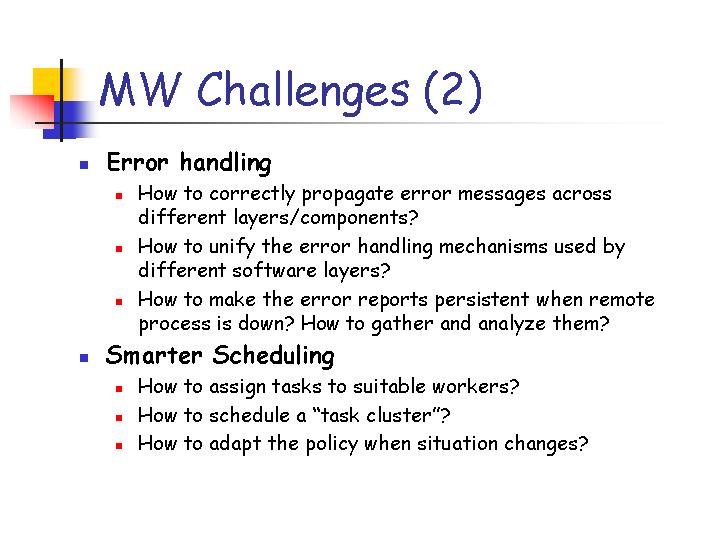 MW Challenges (2)
Error handling
How to correctly propagate error messages across
different layers/components?
How to unify the error handling mechanisms used by
different software layers?
How to make the error reports persistent when remote
process is down? How to gather and analyze them?
Smarter Scheduling
How to assign tasks to suitable workers?
How to schedule a “task cluster”?
How to adapt the policy when situation changes?